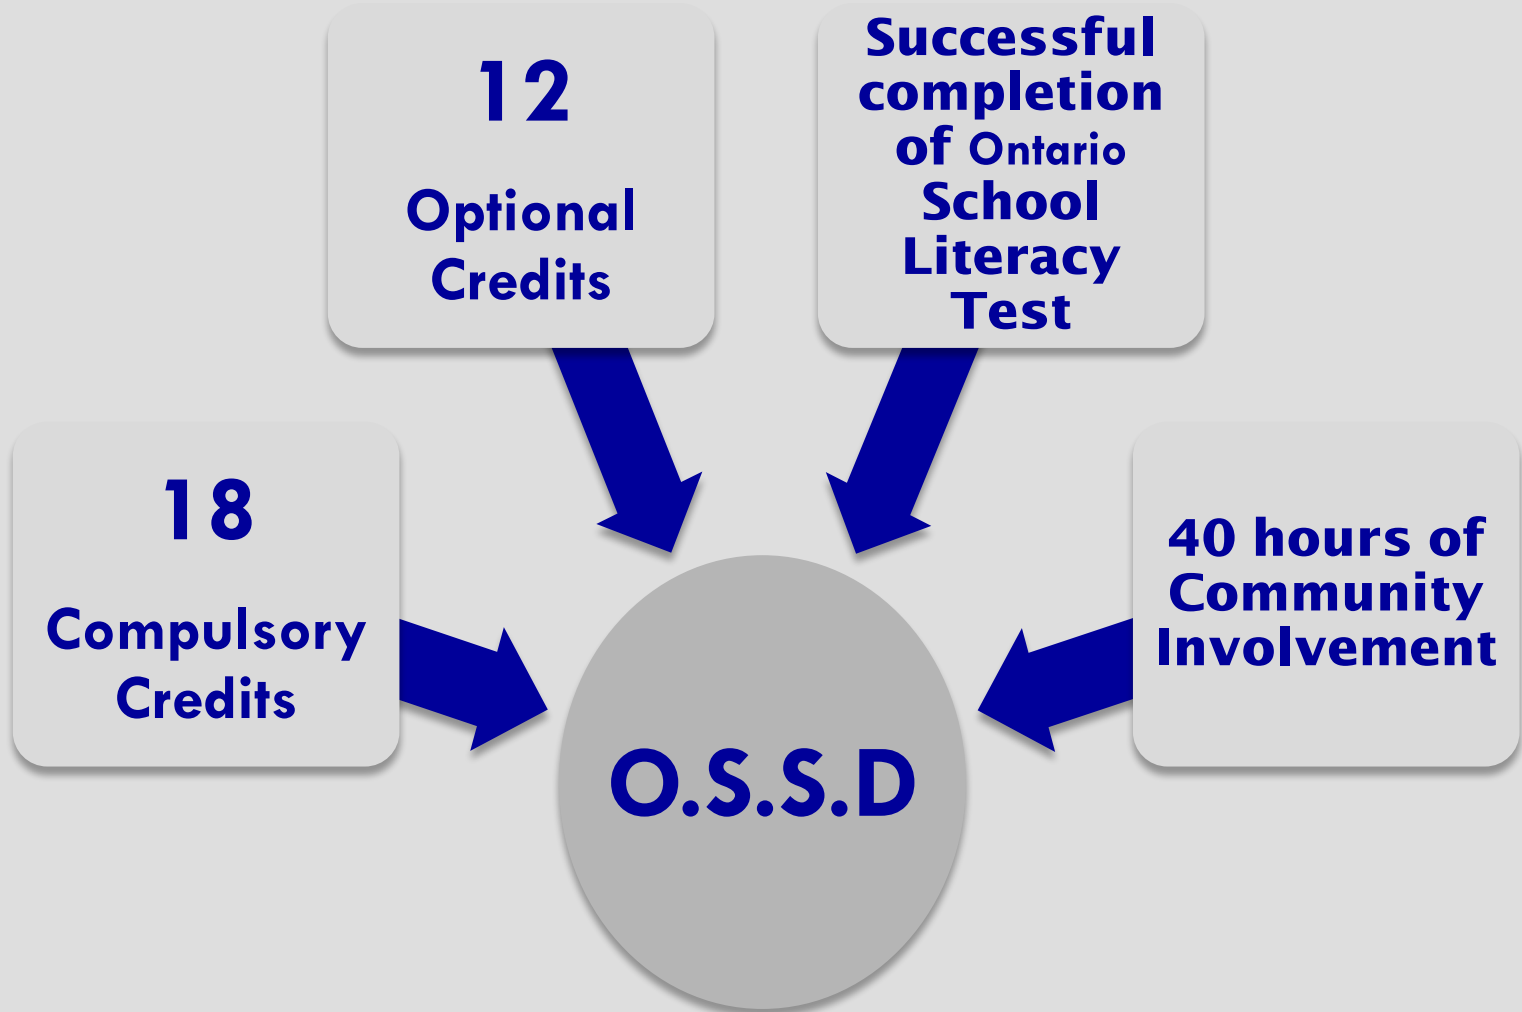 12
Optional
Credits
Successful
completion
of Ontario
School
Literacy
Test
18
Compulsory
Credits
40 hours of
Community
Involvement
O.S.S.D